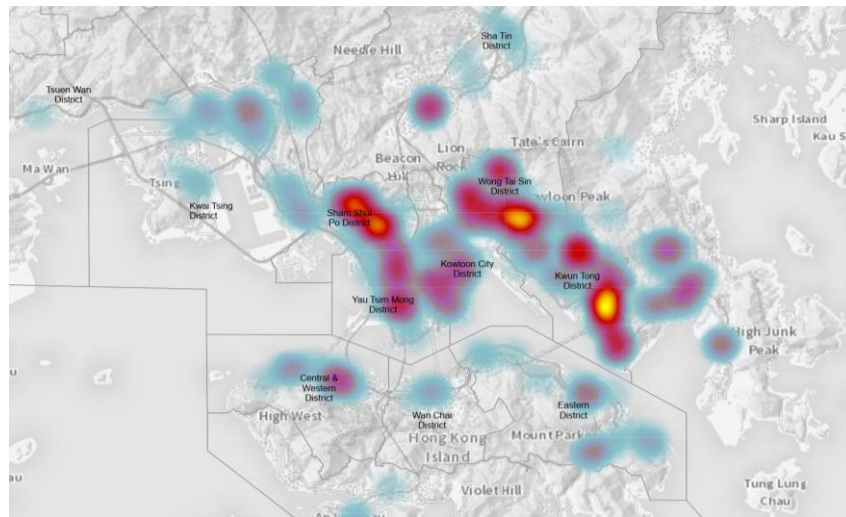 Sha Tin
District
Needle Hill
Tsuen Wan
District
Sharp Island
Kau S
Tate's Cairn
Lion
Rock
Beacon
Hill
Ma Wan
Tsing
Wong Tai Sin
District
wloon Peak
Kwai Tsing
District
Sham Shui
Po District
Kowloon City
District
Kwun Tong
District
Yau Tsim Mong
District
High Junk
Peak
u
Central &
Western
District
High West
Wan Chai
District
Eastern
District
Hong Kong
Island
Mount Parker
au
Violet Hill
Tung Lung
Chau